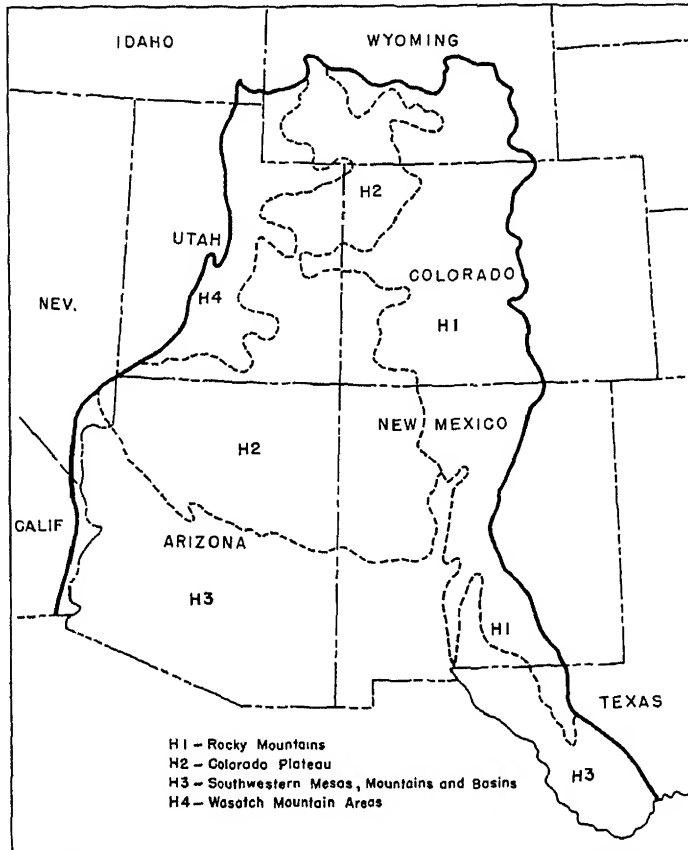 IDAHO
WYOMING
H2
UTAH
COLORADO
H4
NEV.
H1
NEW MEXICO
H2
CALIF
ARIZONA
H3
H1
TEXAS
H1 – Rocky Mountains
H2 – Colorado Plateau
H3 – Southwestern Mesas, Mountains and Basins
H4 – Wasatch Mountain Areas
H3